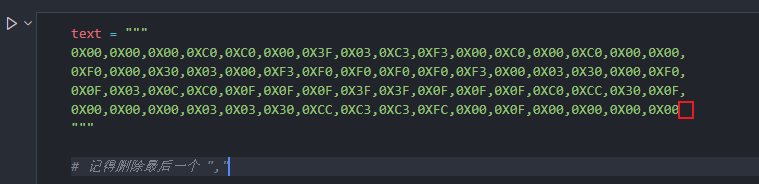 text = """
0X00,0X00,0X00,0XC0,0XC0,0X00,0X3F,0X03,0XC3,0XF3,0X00,0XC0,0X00,0XC0,0X00,0X00,
0XF0,0X00,0X30,0X03,0X00,0XF3,0XF0,0XF0,0XF0,0XF0,0XF3,0X00,0X03,0X30,0X00,0XF0,
0X0F,0X03,0X0C,0XC0,0X0F,0X0F,0X0F,0X3F,0X3F,0X0F,0X0F,0X0F,0XC0,0XCC,0X30,0X0F,
0X00,0X00,0X00,0X03,0X03,0X30,0XCC,0XC3,0XC3,0XFC,0X00,0X0F,0X00,0X00,0X00,0X00
"""
# 记得删除最后一个 ","